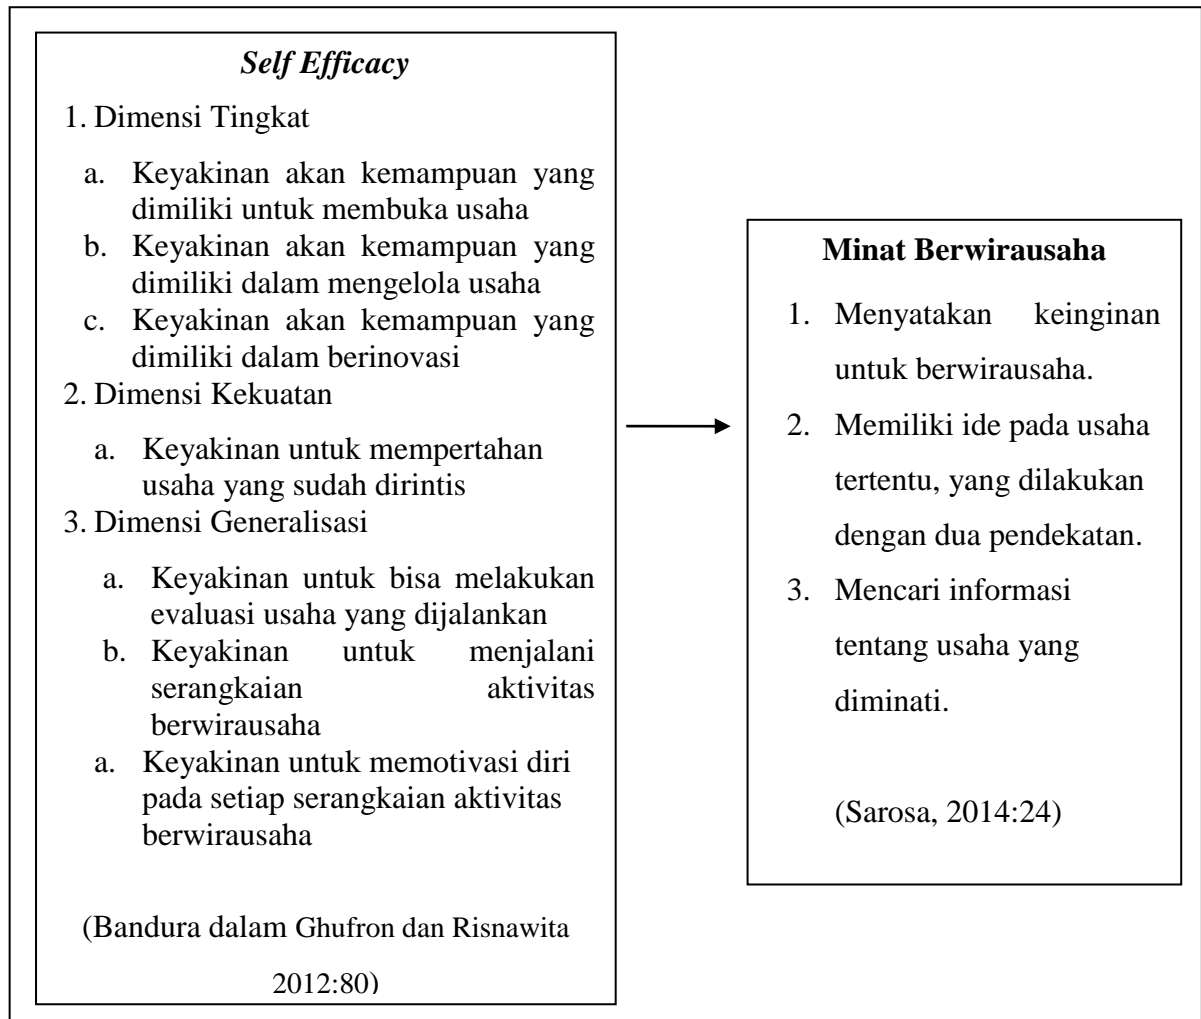 Self Efficacy
1. Dimensi Tingkat
a. Keyakinan akan kemampuan yang
dimiliki untuk membuka usaha
b. Keyakinan akan kemampuan yang
dimiliki dalam mengelola usaha
c. Keyakinan akan kemampuan yang
dimiliki dalam berinovasi
2. Dimensi Kekuatan
a. Keyakinan untuk mempertahan
usaha yang sudah dirintis
3. Dimensi Generalisasi
a. Keyakinan untuk bisa melakukan
evaluasi usaha yang dijalankan
b. Keyakinan untuk menjalani
serangkaian aktivitas
berwirausaha
a. Keyakinan untuk memotivasi diri
pada setiap serangkaian aktivitas
berwirausaha
(Bandura dalam Ghufron dan Risnawita
2012:80)
Minat Berwirausaha
1. Menyatakan keinginan
untuk berwirausaha.
2. Memiliki ide pada usaha
tertentu, yang dilakukan
dengan dua pendekatan.
3. Mencari informasi
tentang usaha yang
diminati.
(Sarosa, 2014:24)